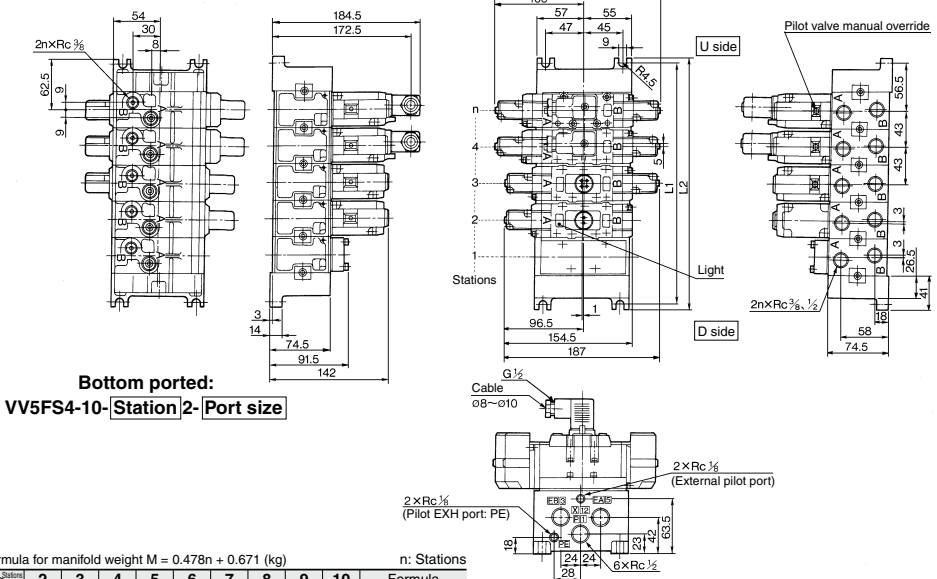 54
30
8
2n×Rc ⅜
62.5
9
9
A
B
A
B
A
B
A
B
A
B
184.5
172.5
3
14
74.5
91.5
142
57
55
47
45
9
R4.5
U side
n
4
3
2
1
Stations
A
B
A
B
A
B
A
B
5
L1
L2
Light
1
96.5
154.5
187
D side
Pilot valve manual override
56.5
43
43
3
3
26.5
41
18
58
74.5
A
B
A
B
A
B
A
B
A
B
2n×Rc ⅜, ½
Bottom ported:
VV5FS4-10-Station 2- Port size
G½
Cable
ø8~ø10
2×Rc ⅛
(External pilot port)
2×Rc ⅛
(Pilot EXH port: PE)
EB 3
EA 5
X 12
P 1
PE
18
24 24
28
23
42
63.5
6×Rc ½
rmula for manifold weight M = 0.478n + 0.671 (kg)
n: Stations
Stations 2 3 4 5 6 7 8 9 10 Formula